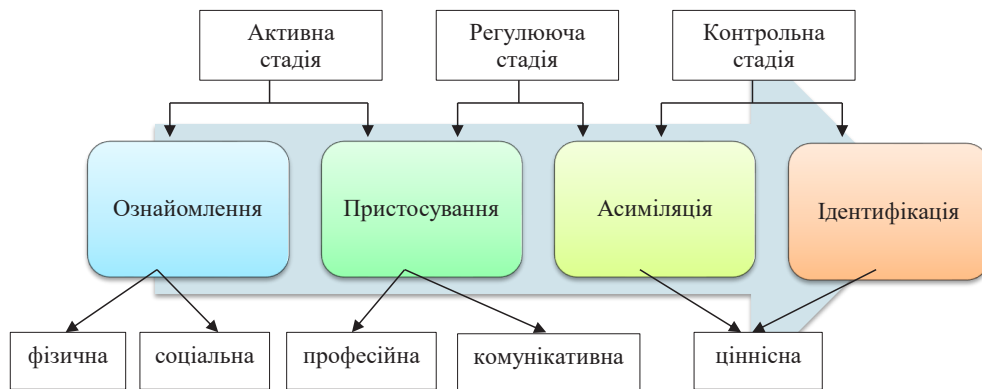 Активна
стадія
Регулююча
стадія
Контрольна
стадія
Ознайомлення
Пристосування
Асиміляція
Ідентифікація
фізична
соціальна
професійна
комунікативна
ціннісна